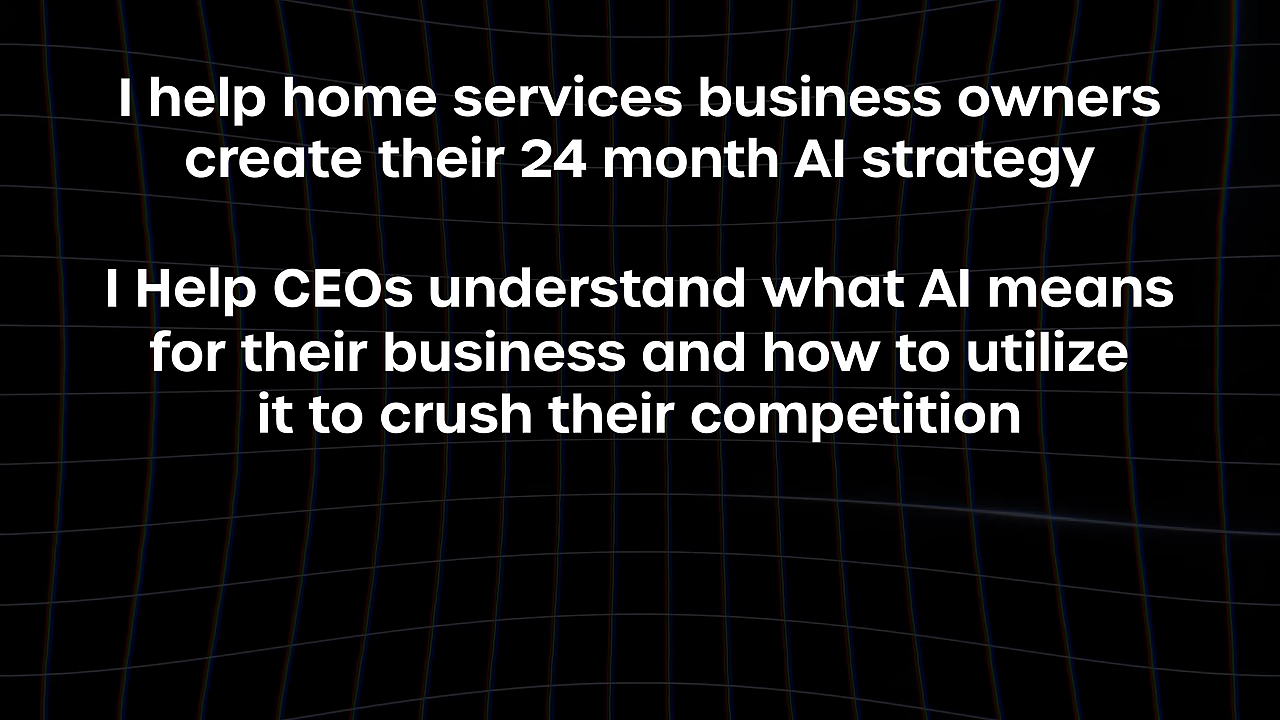 I help home services business owners
create their 24 month AI strategy
I Help CEOs understand what AI means
for their business and how to utilize
it to crush their competition